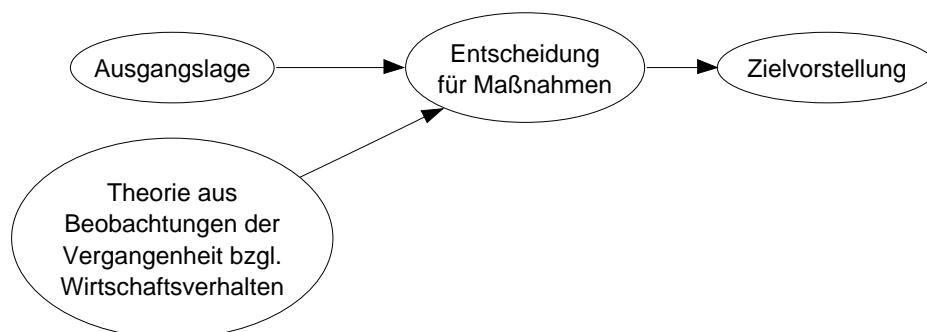 Ausgangslage
Entscheidung
für Maßnahmen
Zielvorstellung
Theorie aus
Beobachtungen der
Vergangenheit bzgl.
Wirtschaftsverhalten